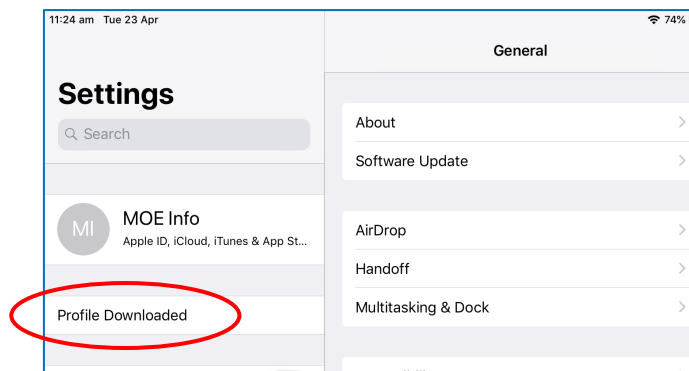 11:24 am Tue 23 Apr
74%
General
Settings
Search
About
Software Update
MI
MOE Info
Apple ID, iCloud, iTunes & App St...
AirDrop
Handoff
Multitasking & Dock
Profile Downloaded